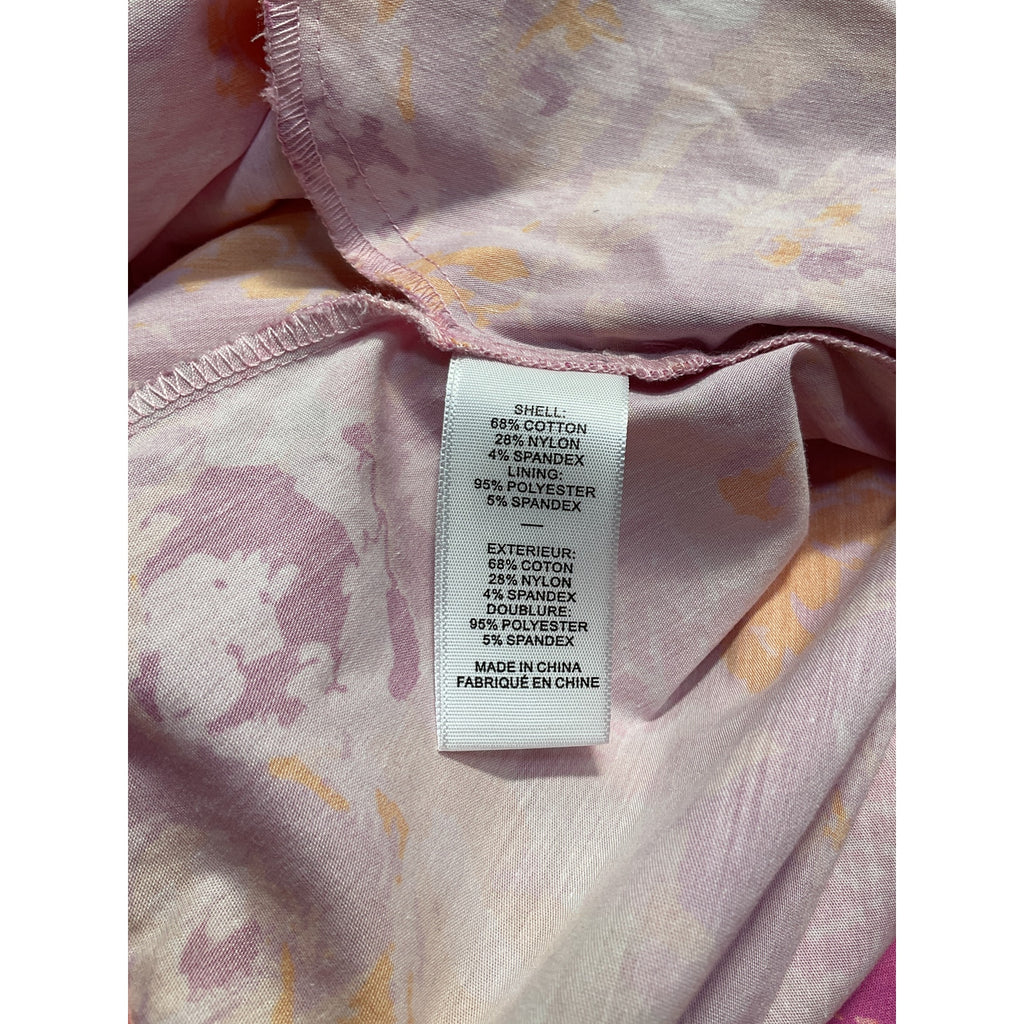 SHELL:
68% COTTON
28% NYLON
4% SPANDEX
LINING:
95% POLYESTER
5% SPANDEX
—
EXTERIEUR:
68% COTON
28% NYLON
4% SPANDEX
DOUBLURE:
95% POLYESTER
5% SPANDEX
MADE IN CHINA
FABRIQUÉ EN CHINE